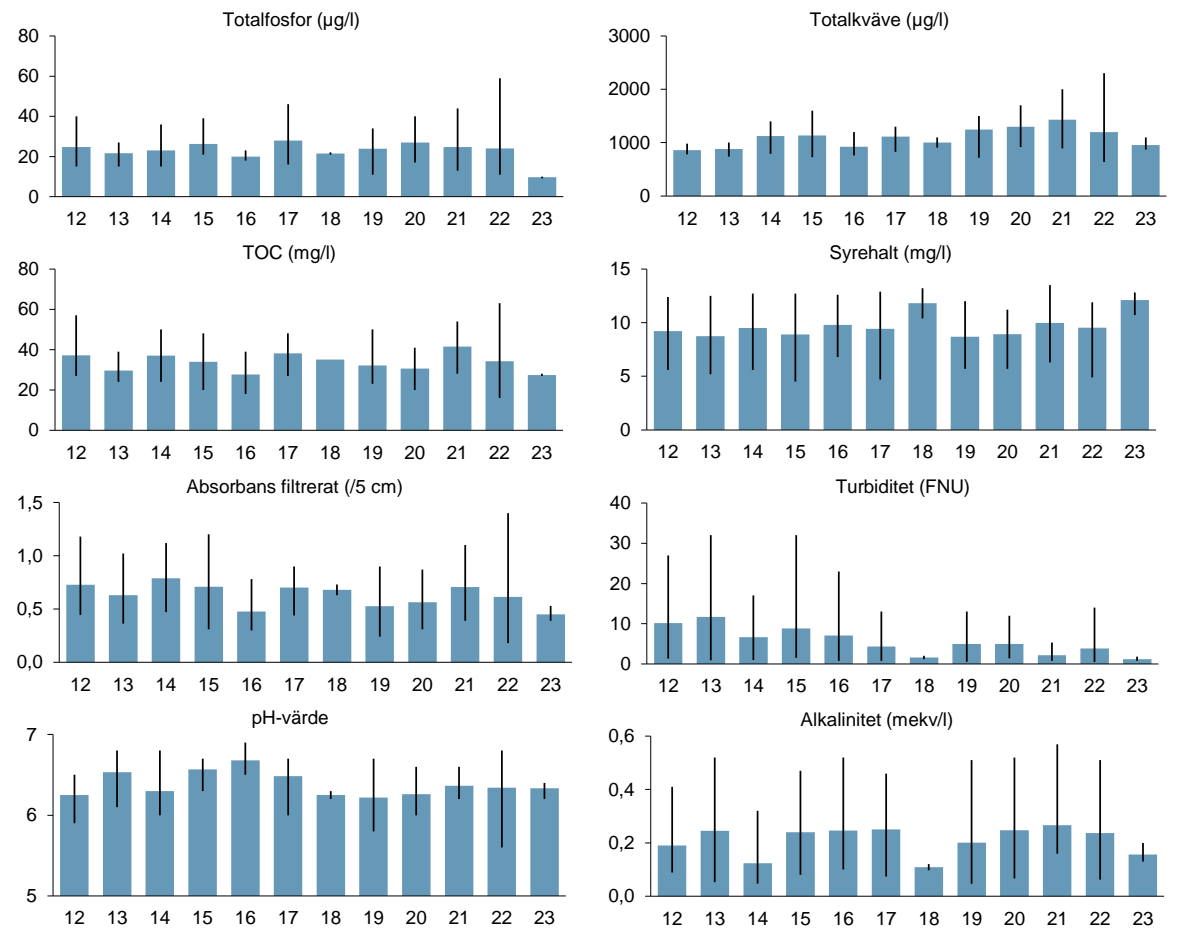 Totalfosfor (µg/l)
80
60
40
20
0
12 13 14 15 16 17 18 19 20 21 22 23
Totalkväve (µg/l)
3000
2000
1000
0
12 13 14 15 16 17 18 19 20 21 22 23
TOC (mg/l)
80
60
40
20
0
12 13 14 15 16 17 18 19 20 21 22 23
Syrehalt (mg/l)
15
10
5
0
12 13 14 15 16 17 18 19 20 21 22 23
Absorbans filtrerat (/5 cm)
1,5
1,0
0,5
0,0
12 13 14 15 16 17 18 19 20 21 22 23
Turbiditet (FNU)
40
30
20
10
0
12 13 14 15 16 17 18 19 20 21 22 23
pH-värde
7
6
5
12 13 14 15 16 17 18 19 20 21 22 23
Alkalinitet (mekv/l)
0,6
0,4
0,2
0,0
12 13 14 15 16 17 18 19 20 21 22 23